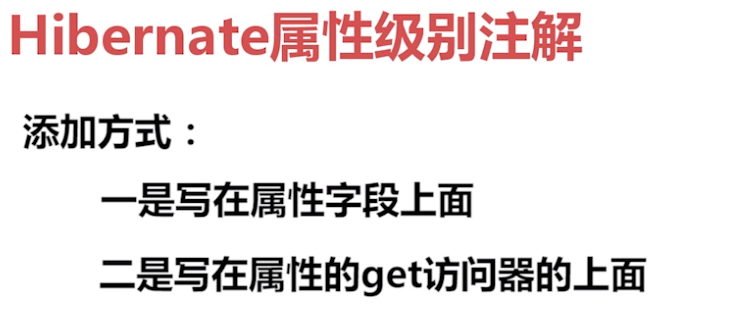 Hibernate属性级别注解
添加方式：
一是写在属性字段上面
二是写在属性的get访问器的上面